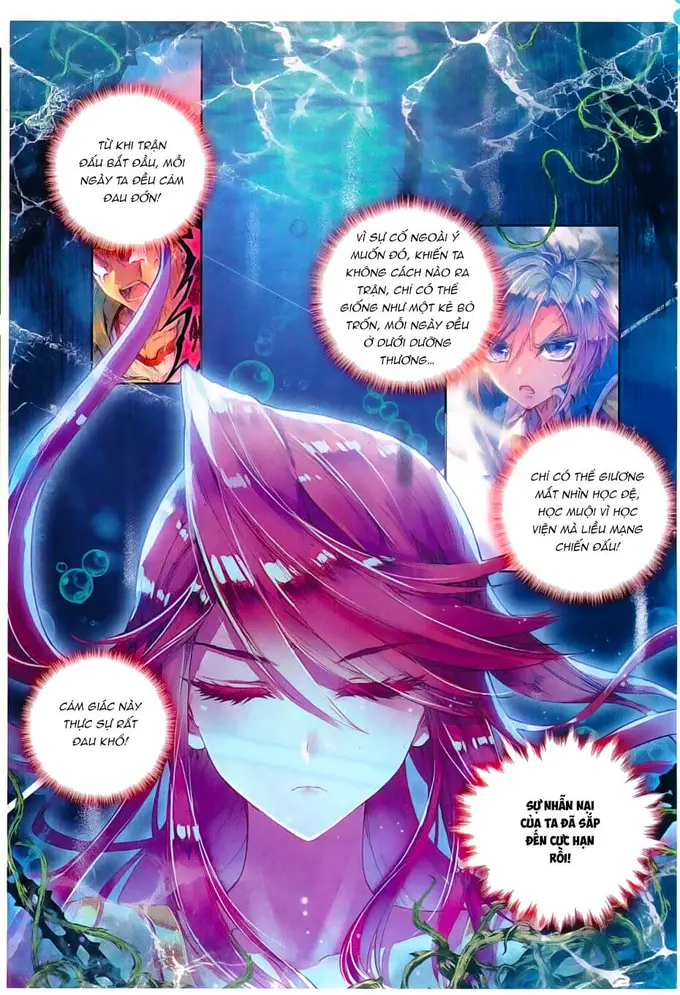 TỪ KHI TRẬN
ĐẤU BẮT ĐẦU, MỖI
NGÀY TA ĐỀU CẢM
ĐAU ĐỚN!
VÌ SỰ CỐ NGOÀI Ý
MUỐN ĐÓ, KHIẾN TA
KHÔNG CÁCH NÀO RA
TRẬN, CHỈ CÓ THỂ
GIỐNG NHƯ MỘT KẺ BỎ
TRỐN, MỖI NGÀY ĐỀU
Ở DƯỚI DƯỠNG
THƯƠNG...
CHỈ CÓ THỂ GIƯƠNG
MẮT NHÌN HỌC ĐỆ,
HỌC MUỘI VÌ HỌC
VIỆN MÀ LIỀU MẠNG
CHIẾN ĐẤU!
CẢM GIÁC NÀY
THỰC SỰ RẤT
ĐAU KHỔ!
SỰ NHẪN NẠI
CỦA TA ĐÃ SẮP
ĐẾN CỰC HẠN
RỒI!